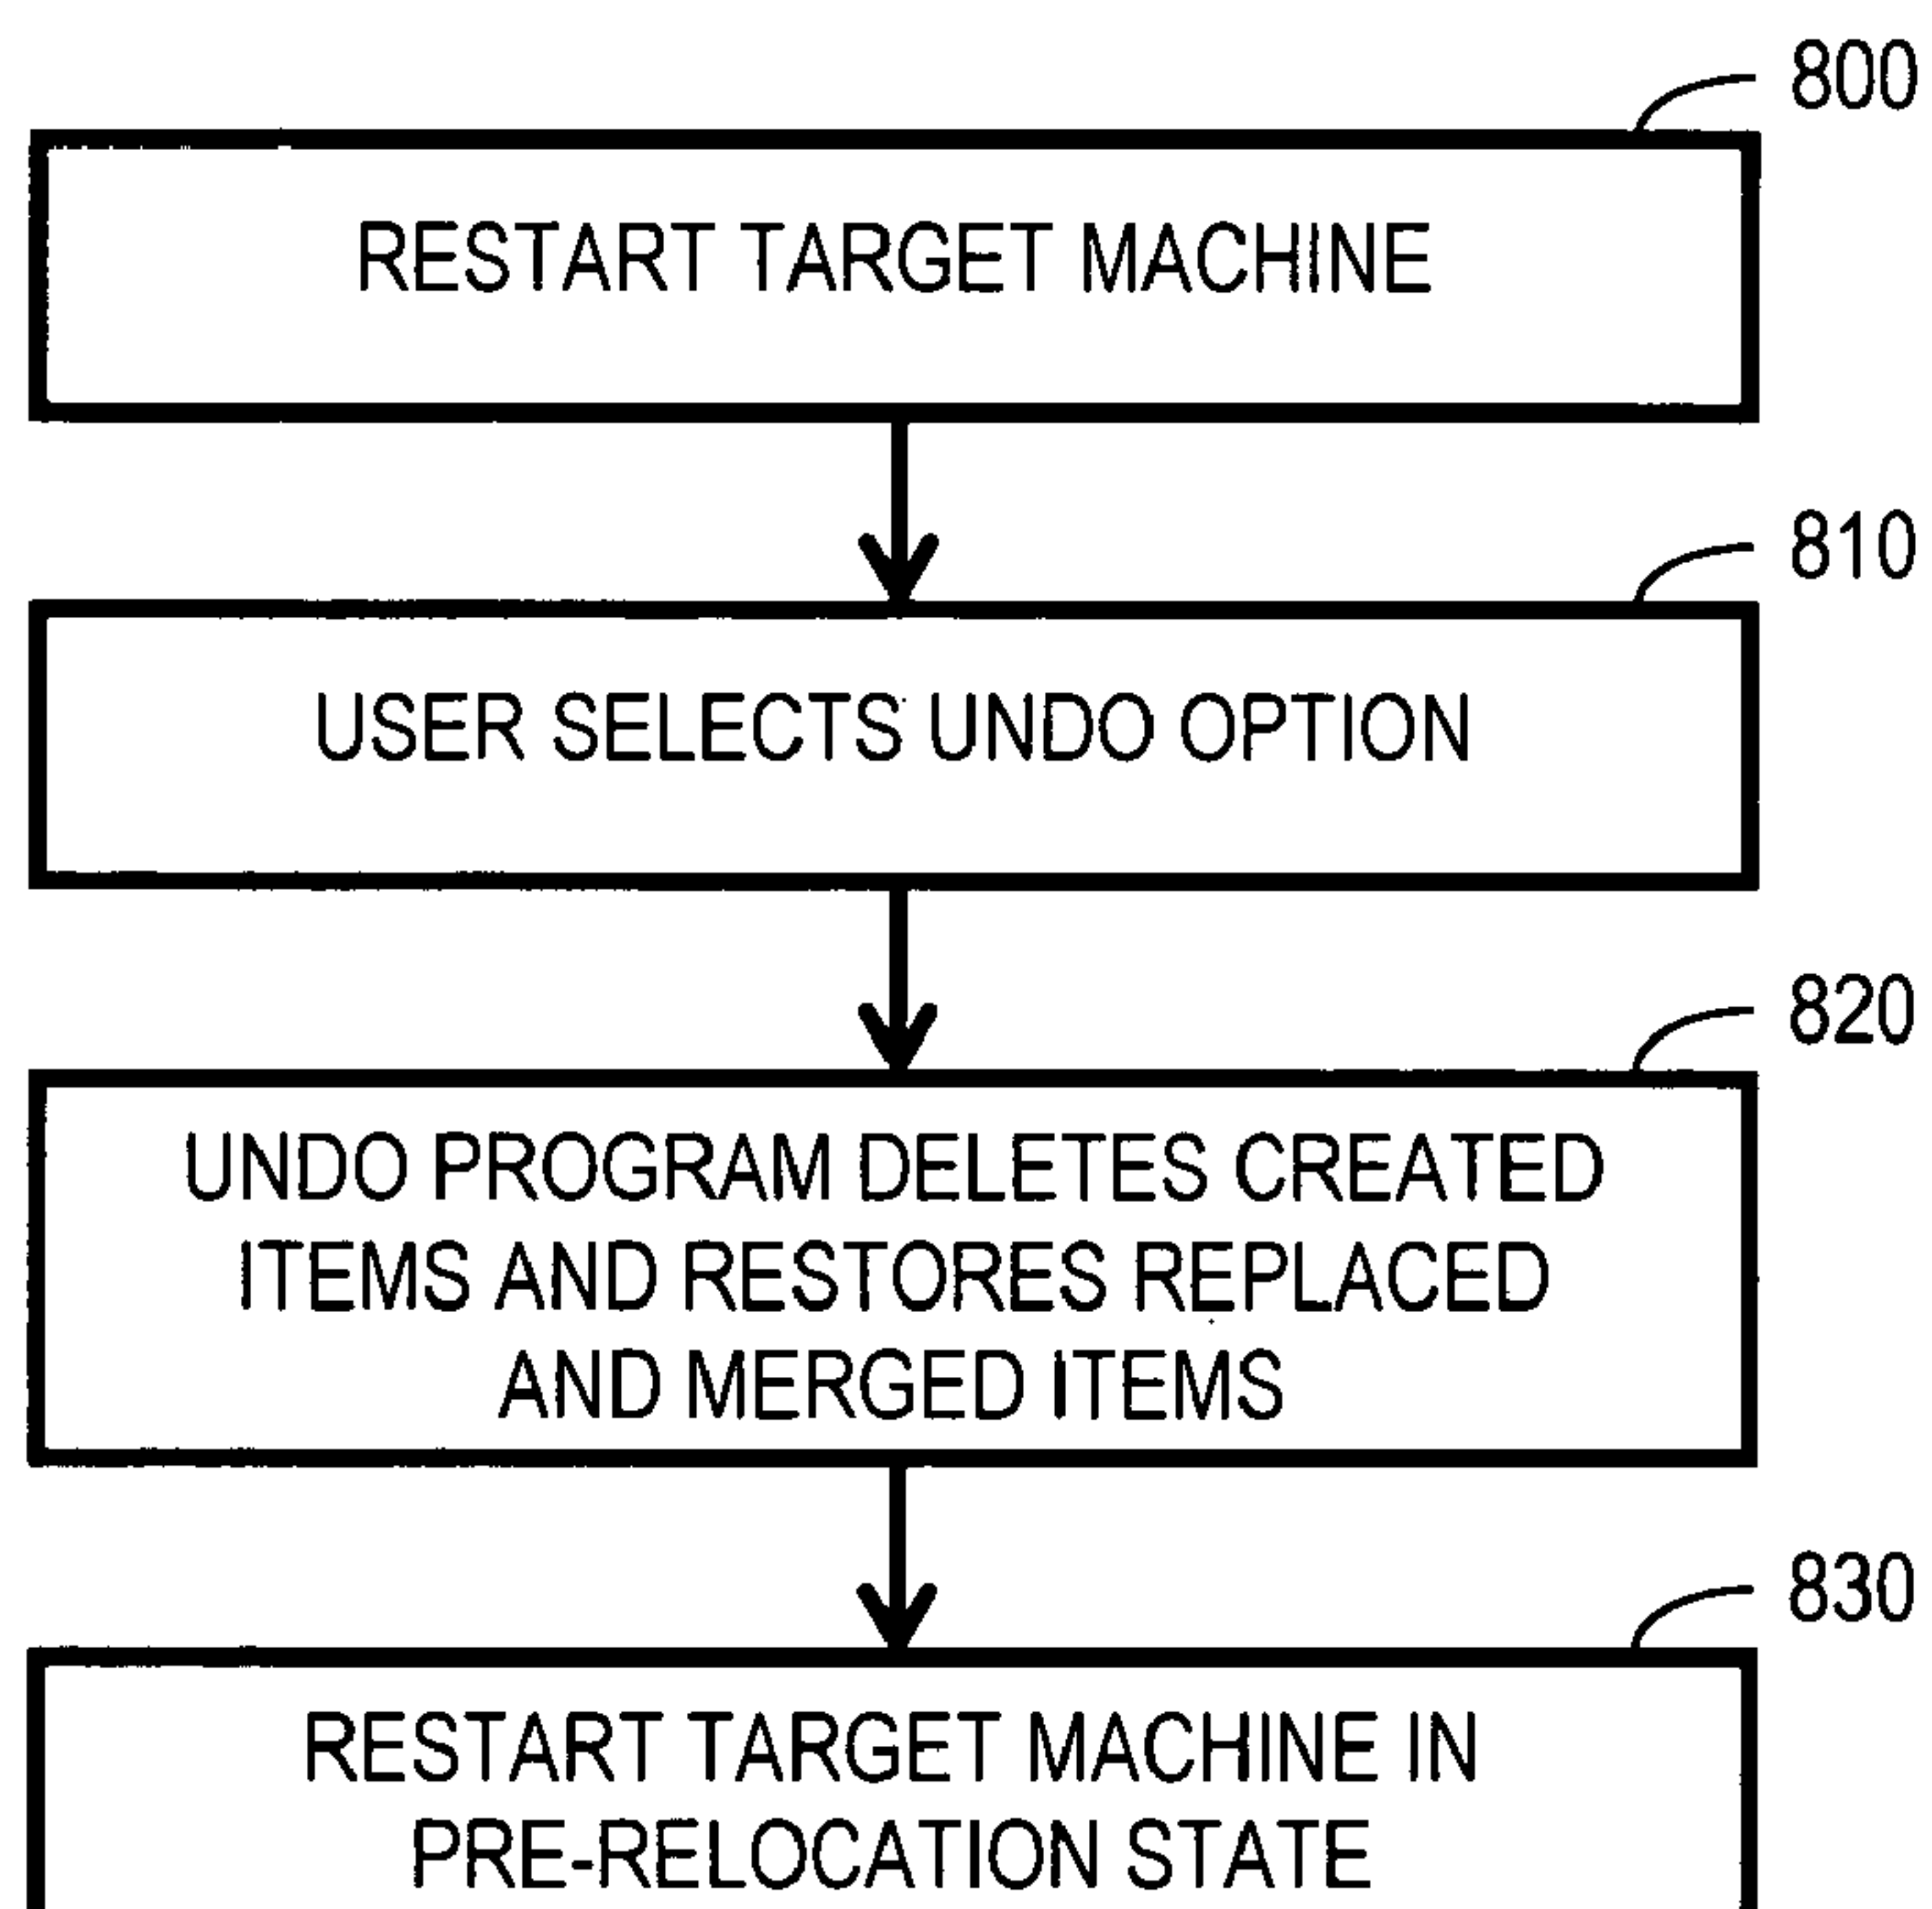 800
RESTART TARGET MACHINE
810
USER SELECTS UNDO OPTION
820
UNDO PROGRAM DELETES CREATED
ITEMS AND RESTORES REPLACED
AND MERGED ITEMS
830
RESTART TARGET MACHINE IN
PRE-RELOCATION STATE